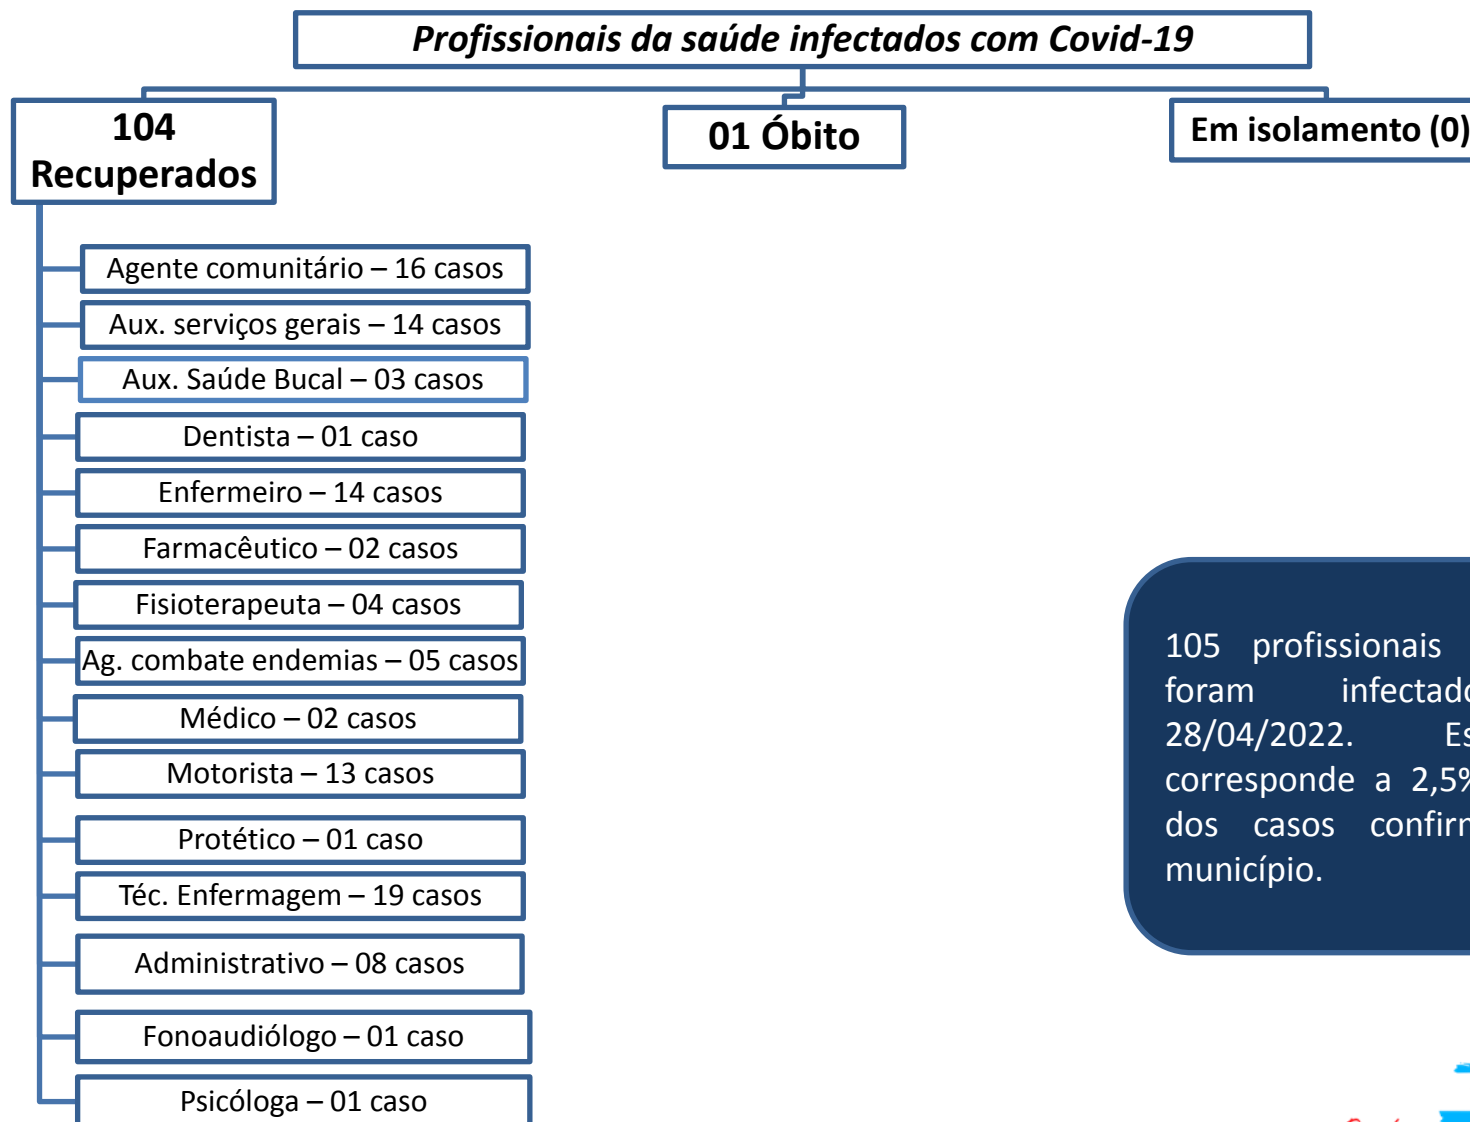 Profissionais da saúde infectados com Covid-19
104
Recuperados
01 Óbito
Em isolamento (0)
Agente comunitário – 16 casos
Aux. serviços gerais – 14 casos
Aux. Saúde Bucal – 03 casos
Dentista – 01 caso
Enfermeiro – 14 casos
Farmacêutico – 02 casos
Fisioterapeuta – 04 casos
Ag. combate endemias – 05 casos
Médico – 02 casos
Motorista – 13 casos
Protético – 01 caso
Téc. Enfermagem – 19 casos
Administrativo – 08 casos
Fonoaudiólogo – 01 caso
Psicóloga – 01 caso
105 profissionais
foram
28/04/2022.
corresponde a 2,5%
dos casos
município.